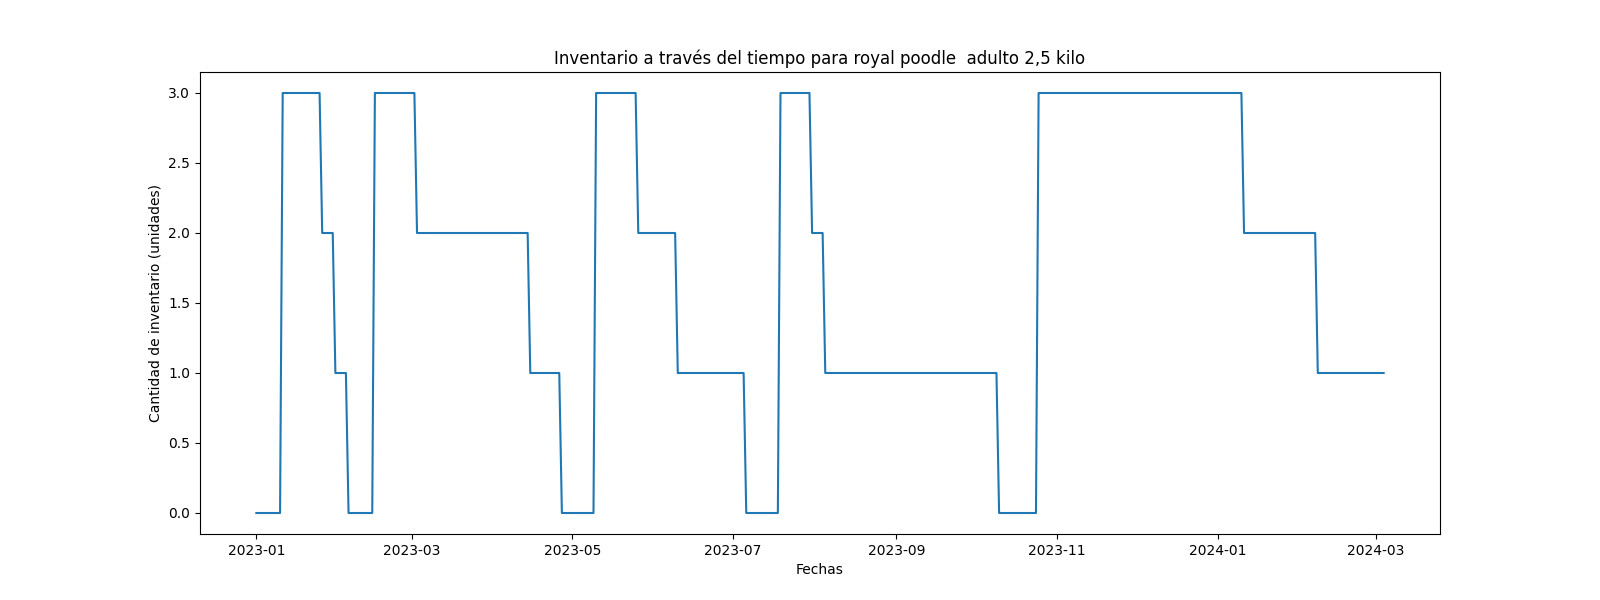 Inventario a través del tiempo para royal poodle  adulto 2,5 kilo
Cantidad de inventario (unidades)
3.0
2.5
2.0
1.5
1.0
0.5
0.0
2023-01 2023-03 2023-05 2023-07 2023-09 2023-11 2024-01 2024-03
Fechas